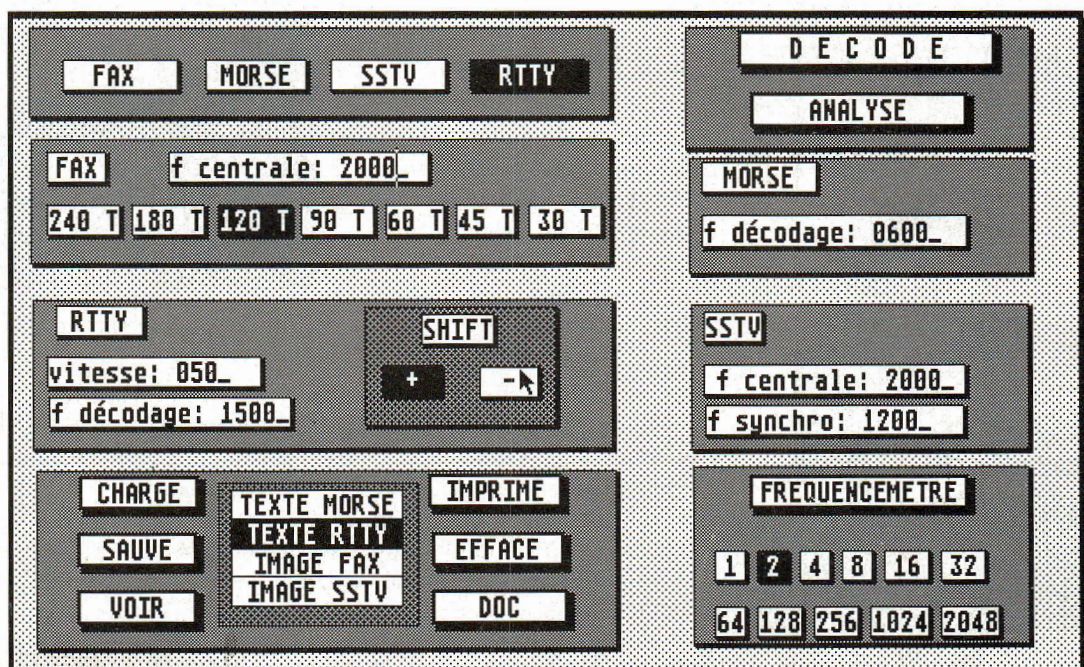 FAX MORSE SSTV RTTY
DECODE
ANALYSE
FAX f centrale: 2000_
240 T 180 T 120 T 90 T 60 T 45 T 30 T
MORSE
f décodage: 0600_
RTTY
vitesse: 050_
f décodage: 1500_
SHIFT
+ -
SSTV
f centrale: 2000_
f synchro: 1200_
CHARGE
SAUVE
VOIR
TEXTE MORSE
TEXTE RTTY
IMAGE FAX
IMAGE SSTV
IMPRIME
EFFACE
DOC
FREQUENCEMETRE
1 2 4 8 16 32
64 128 256 1024 2048